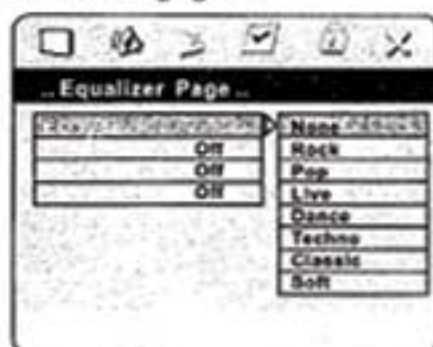 .. Equalizer Page ..
None
Off Rock
Off Pop
Off Live
Dance
Techno
Classic
Soft